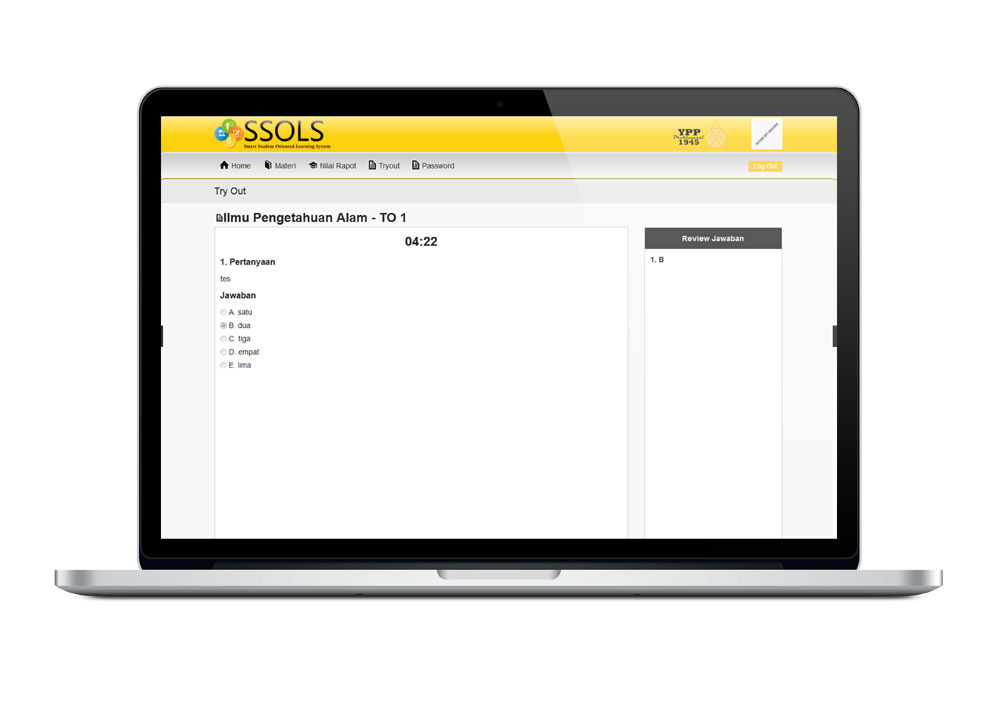 SSOLS
Smart Student Oriented Learning System
YPP
1945
Home Materi Nilai Rapot Tryout Password
Log Out
Try Out
Ilmu Pengetahuan Alam - TO 1
04:22
Review Jawaban
1. Pertanyaan
1. B
tes
Jawaban
A. satu
B. dua
C. tiga
D. empat
E. lima